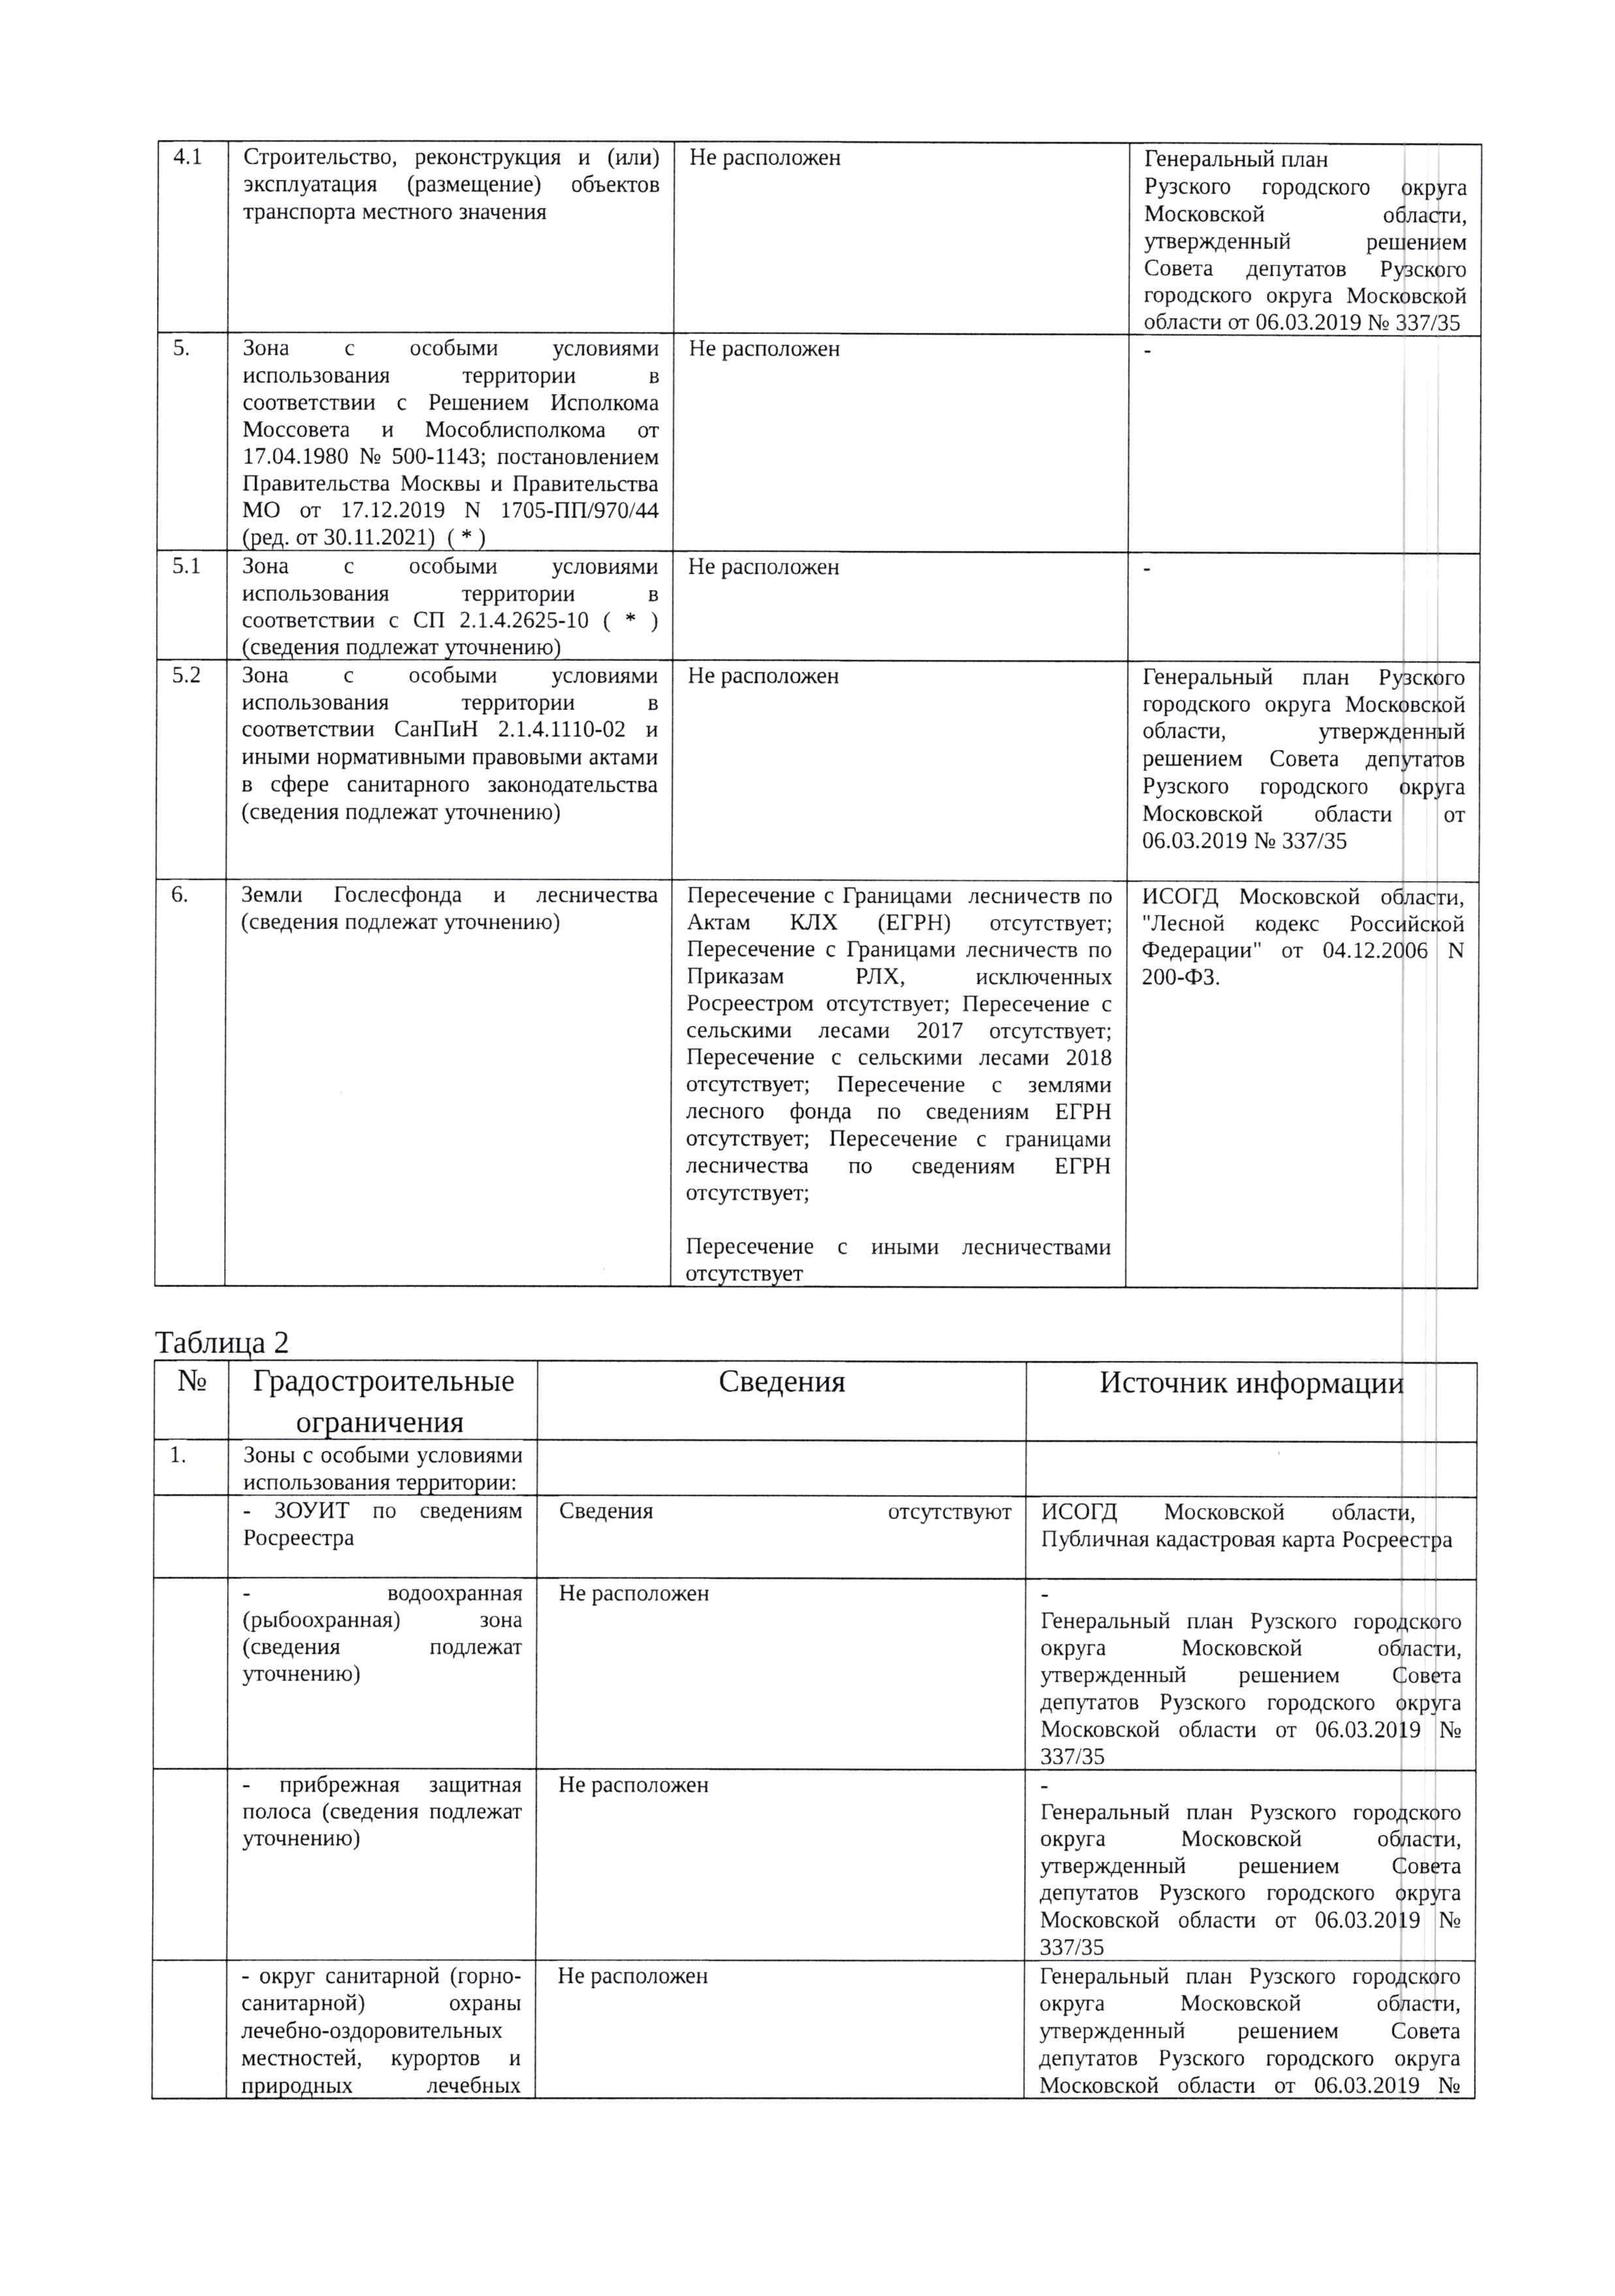 4.1
Строительство, реконструкция и (или)
эксплуатация (размещение) объектов
транспорта местного значения
Не расположен
Генеральный план
Рузского городского округа
Московской области,
утвержденный решением
Совета депутатов Рузского
городского округа Московской
области от 06.03.2019 № 337/35
5.
Зона с особыми условиями
использования территории в
соответствии с Решением Исполкома
Моссовета и Мособлисполкома от
17.04.1980 № 500-1143; постановлением
Правительства Москвы и Правительства
МО от 17.12.2019 N 1705-ПП/970/44
(ред. от 30.11.2021) ( * )
Не расположен
-
5.1
Зона с особыми условиями
использования территории в
соответствии с СП 2.1.4.2625-10 ( * )
(сведения подлежат уточнению)
Не расположен
-
5.2
Зона с особыми условиями
использования территории в
соответствии СанПиН 2.1.4.1110-02 и
иными нормативными правовыми актами
в сфере санитарного законодательства
(сведения подлежат уточнению)
Не расположен
Генеральный план Рузского
городского округа Московской
области, утвержденный
решением Совета депутатов
Рузского городского округа
Московской области от
06.03.2019 № 337/35
6.
Земли Гослесфонда и лесничества
(сведения подлежат уточнению)
Пересечение с Границами лесничеств по
Актам КЛХ (ЕГРН) отсутствует;
Пересечение с Границами лесничеств по
Приказам РЛХ, исключенных
Росреестром отсутствует; Пересечение с
сельскими лесами 2017 отсутствует;
Пересечение с сельскими лесами 2018
отсутствует; Пересечение с землями
лесного фонда по сведениям ЕГРН
отсутствует; Пересечение с границами
лесничества по сведениям ЕГРН
отсутствует;
Пересечение с иными лесничествами
отсутствует
ИСОГД Московской области,
"Лесной кодекс Российской
Федерации" от 04.12.2006 N
200-ФЗ.
Таблица 2
№
Градостроительные
ограничения
Сведения
Источник информации
1.
Зоны с особыми условиями
использования территории:
- ЗОУИТ по сведениям
Росреестра
Сведения отсутствуют
ИСОГД Московской области,
Публичная кадастровая карта Росреестра
- водоохранная
(рыбоохранная) зона
(сведения подлежат
уточнению)
Не расположен
-
Генеральный план Рузского городского
округа Московской области,
утвержденный решением Совета
депутатов Рузского городского округа
Московской области от 06.03.2019 №
337/35
- прибрежная защитная
полоса (сведения подлежат
уточнению)
Не расположен
-
Генеральный план Рузского городского
округа Московской области,
утвержденный решением Совета
депутатов Рузского городского округа
Московской области от 06.03.2019 №
337/35
- округ санитарной (горно-
санитарной) охраны
лечебно-оздоровительных
местностей, курортов и
природных лечебных
Не расположен
Генеральный план Рузского городского
округа Московской области,
утвержденный решением Совета
депутатов Рузского городского округа
Московской области от 06.03.2019 №